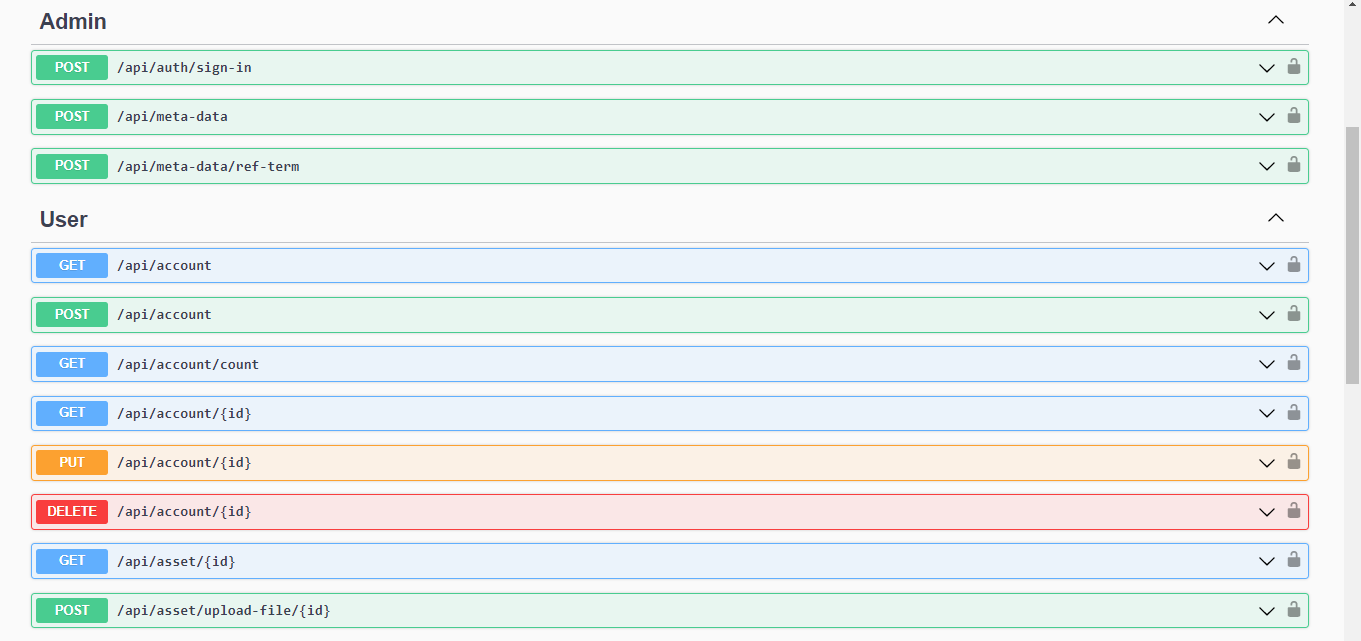 Admin
POST /api/auth/sign-in
POST /api/meta-data
POST /api/meta-data/ref-term
User
GET /api/account
POST /api/account
GET /api/account/count
GET /api/account/{id}
PUT /api/account/{id}
DELETE /api/account/{id}
GET /api/asset/{id}
POST /api/asset/upload-file/{id}